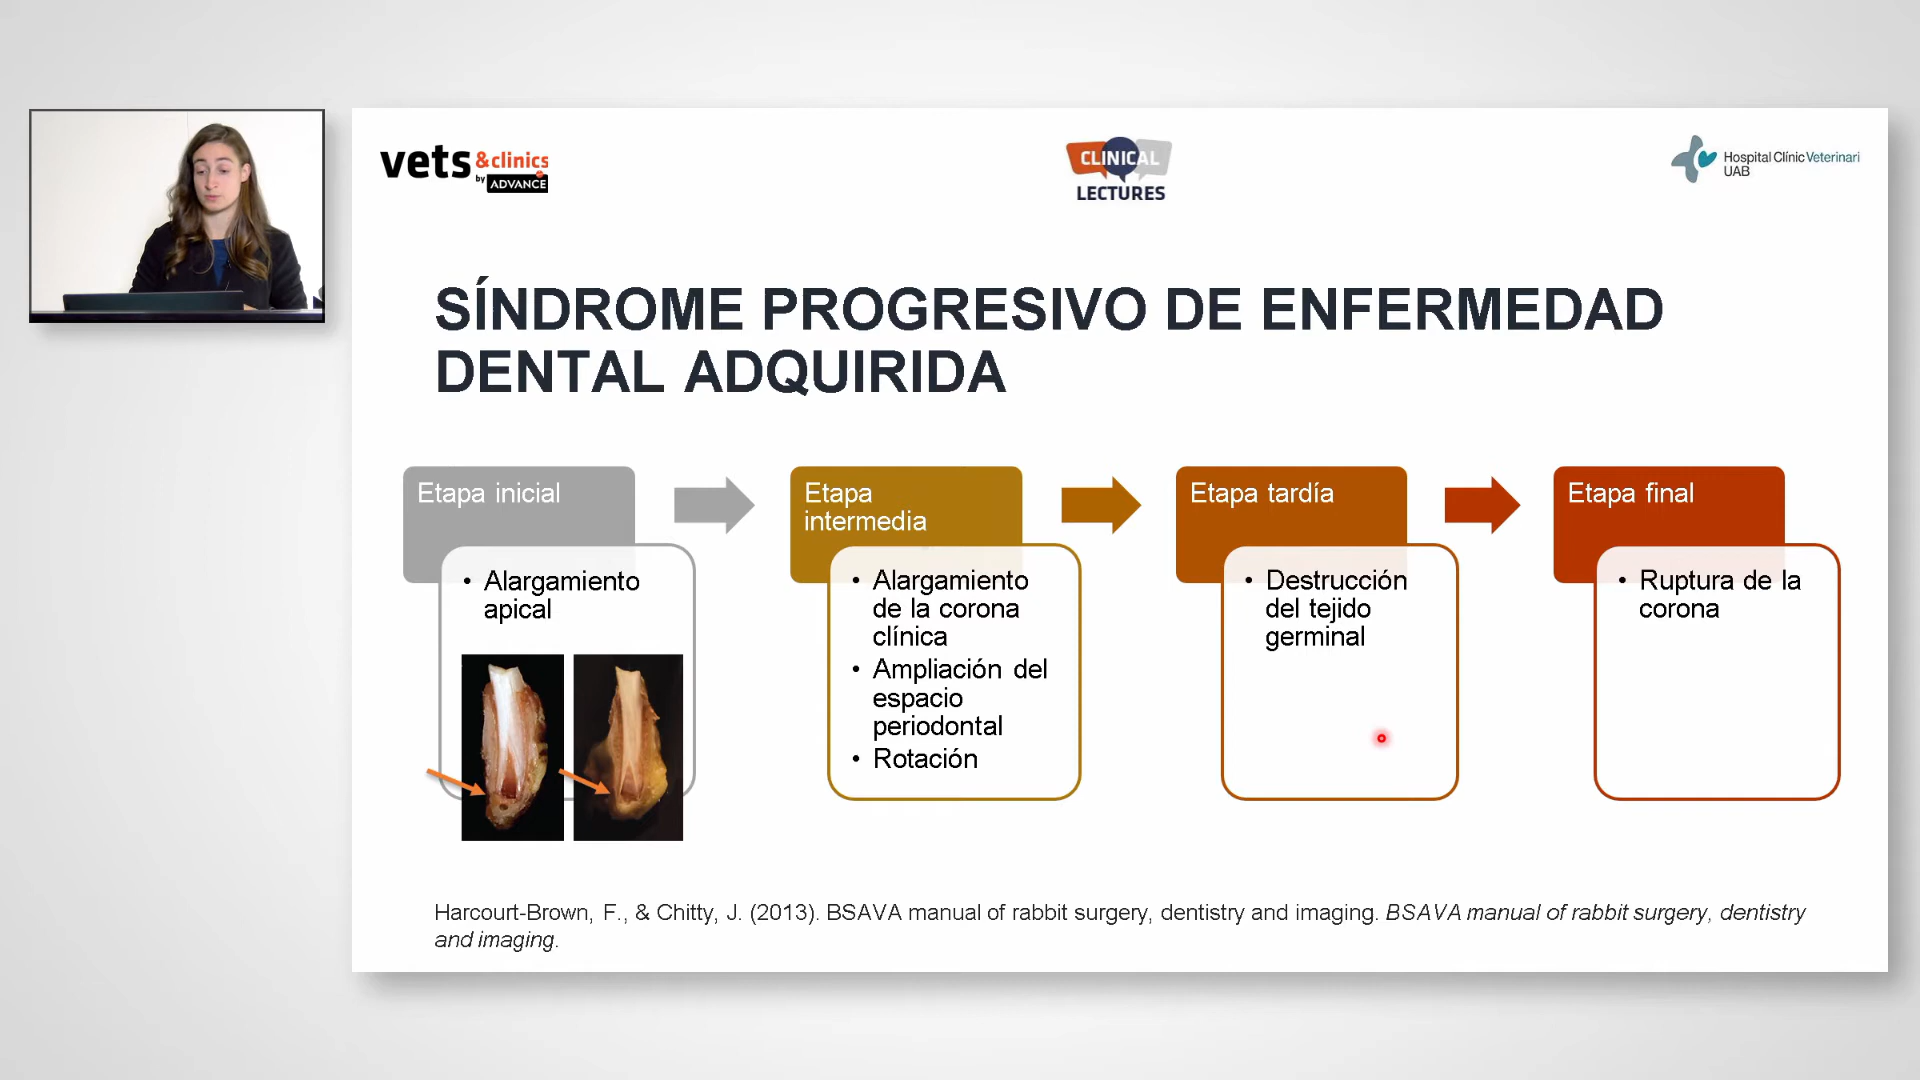 vets &clinics
by ADVANCE
CLINICAL
LECTURES
Hospital Clínic Veterinari
UAB
SÍNDROME PROGRESIVO DE ENFERMEDAD
DENTAL ADQUIRIDA
Etapa inicial
• Alargamiento
apical
Etapa
intermedia
• Alargamiento
de la corona
clínica
• Ampliación del
espacio
periodontal
• Rotación
Etapa tardía
• Destrucción
del tejido
germinal
Etapa final
• Ruptura de la
corona
Harcourt-Brown, F., & Chitty, J. (2013). BSAVA manual of rabbit surgery, dentistry and imaging. BSAVA manual of rabbit surgery, dentistry
and imaging.